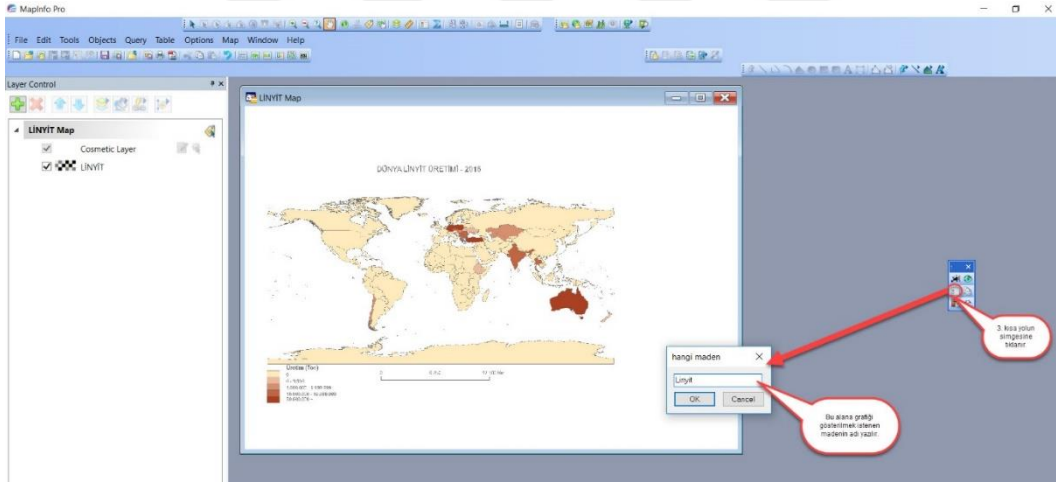 MapInfo Pro
File Edit Tools Objects Query Table Options Map Window Help
Layer Control
LİNYİT Map
Cosmetic Layer
LİNYİT
LİNYİT Map
DÜNYA LİNYİT ÜRETİMİ - 2015
Üretim (Ton)
0
hangi maden
Linyit
OK Cancel
3. kısa yolun
simgesine
tıklanır.
Bu alana grafiği
gösterilmek istenen
madenin adı yazılır.